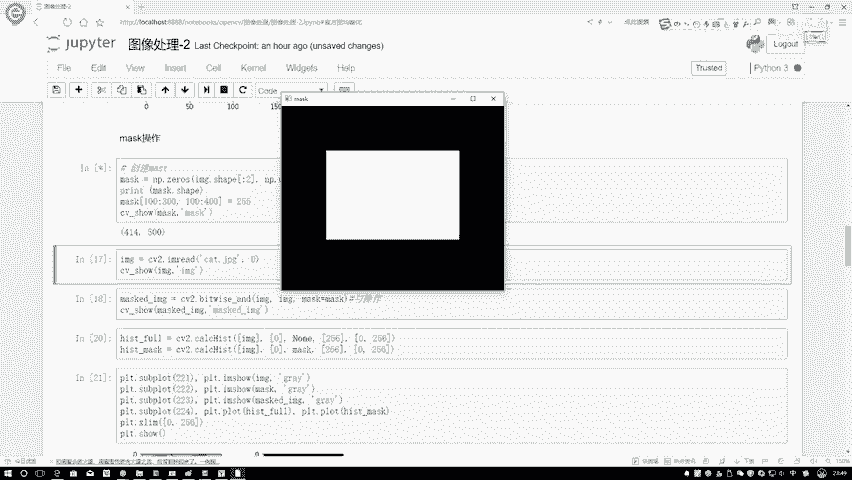 图像处理-2
http://localhost:8888/notebooks/opencv/图像处理/图像处理-2.ipynb#直方图均衡化
jupyter 图像处理-2 Last Checkpoint: an hour ago (unsaved changes)
Logout
File Edit View Insert Cell Kernel Widgets Help
Trusted
Python 3
Code
0 50 100
mask
mask操作
In [*]:
# 创建mast
mask = np.zeros(img.shape[:2],
print (mask.shape)
mask[100:300, 100:400] = 255
cv_show(mask,'mask')
(414, 500)
In [17]:
img = cv2.imread('cat.jpg', 0)
cv_show(img,'img')
In [18]:
masked_img = cv2.bitwise_and(img, img, mask=mask)#与操作
cv_show(masked_img,'masked_img')
In [20]:
hist_full = cv2.calcHist([img], [0], None, [256], [0, 256])
hist_mask = cv2.calcHist([img], [0], mask, [256], [0, 256])
In [21]:
plt.subplot(221), plt.imshow(img, 'gray')
plt.subplot(222), plt.imshow(mask, 'gray')
plt.subplot(223), plt.imshow(masked_img, 'gray')
plt.subplot(224), plt.plot(hist_full), plt.plot(hist_mask)
plt.xlim([0, 256])
plt.show()
150%